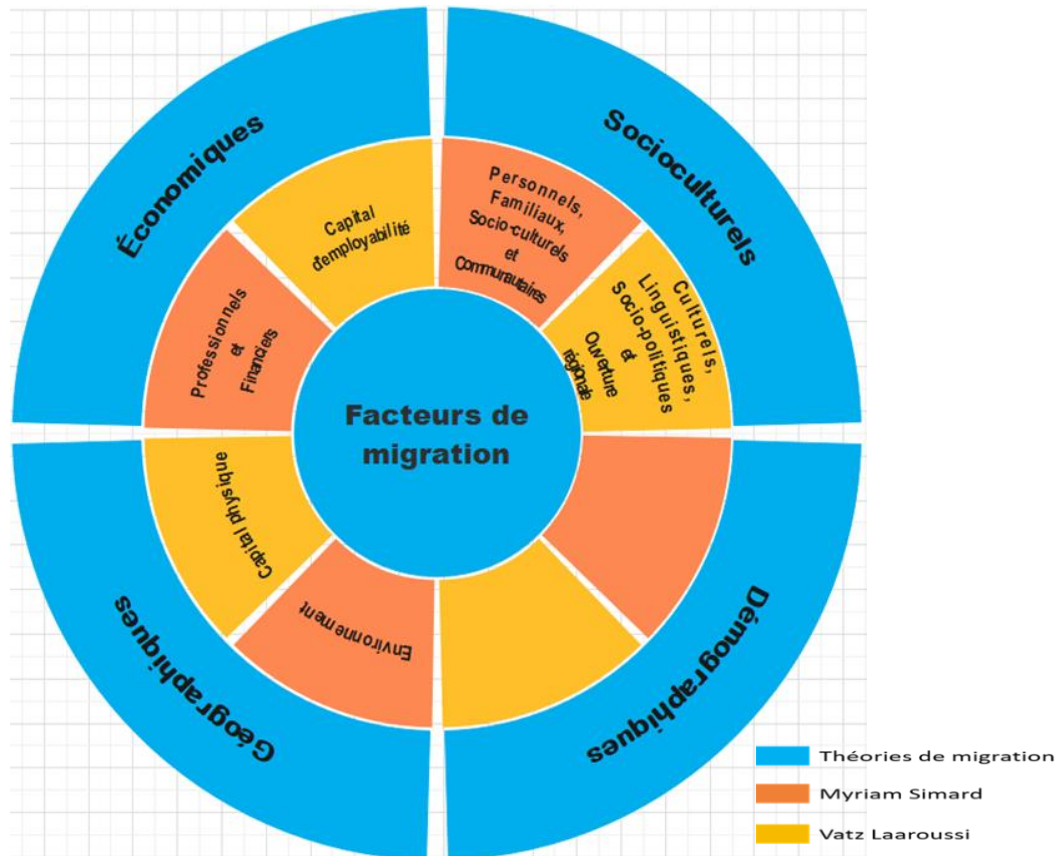 Économiques
Socioculturels
Capital
d'employabilité
Personnels,
Familiaux,
Socio-culturels
et
Communautaires
Professionnels
et
Financiers
Culturels,
Linguistiques,
Socio-politiques
et
Ouverture
régionale
Facteurs de
migration
Capital physique
Environnement
Géographiques
Démographiques
Théories de migration
Myriam Simard
Vatz Laaroussi